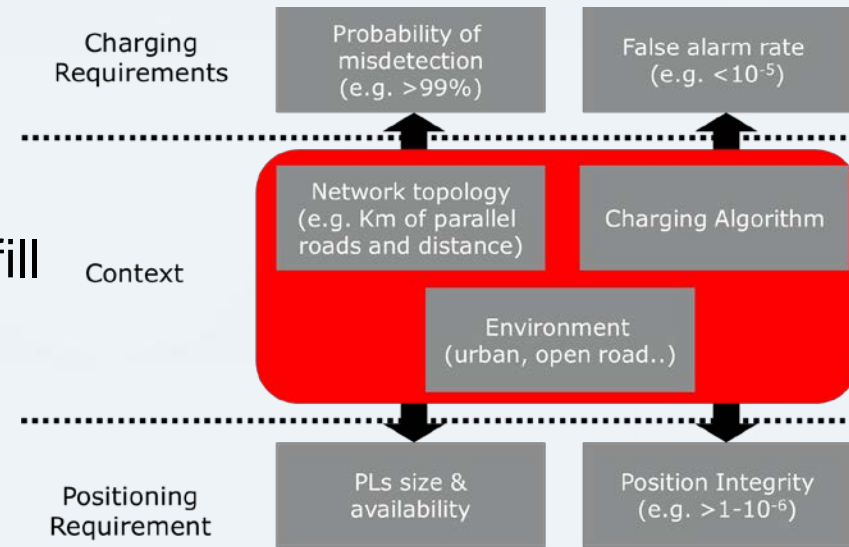 Charging
Requirements
Probability of
misdetection
(e.g. >99%)
False alarm rate
(e.g. <10⁻⁵)
fill
Context
Network topology
(e.g. Km of parallel
roads and distance)
Charging Algorithm
Environment
(urban, open road..)
Positioning
Requirement
PLs size &
availability
Position Integrity
(e.g. >1-10⁻⁶)